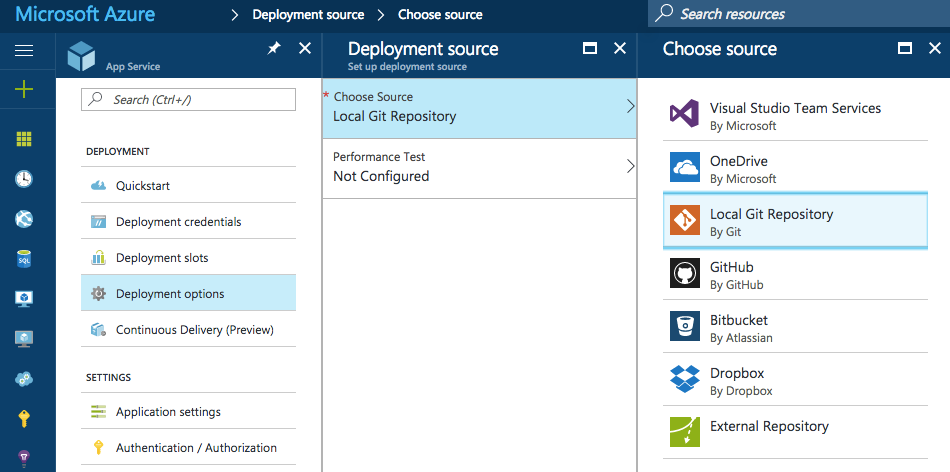 Microsoft Azure
Deployment source
Choose source
Search resources
App Service
Search (Ctrl+/)
DEPLOYMENT
Quickstart
Deployment credentials
Deployment slots
Deployment options
Continuous Delivery (Preview)
SETTINGS
Application settings
Authentication / Authorization
Deployment source
Set up deployment source
* Choose Source
Local Git Repository
Performance Test
Not Configured
Choose source
Visual Studio Team Services
By Microsoft
OneDrive
By Microsoft
Local Git Repository
By Git
GitHub
By GitHub
Bitbucket
By Atlassian
Dropbox
By Dropbox
External Repository
SQL